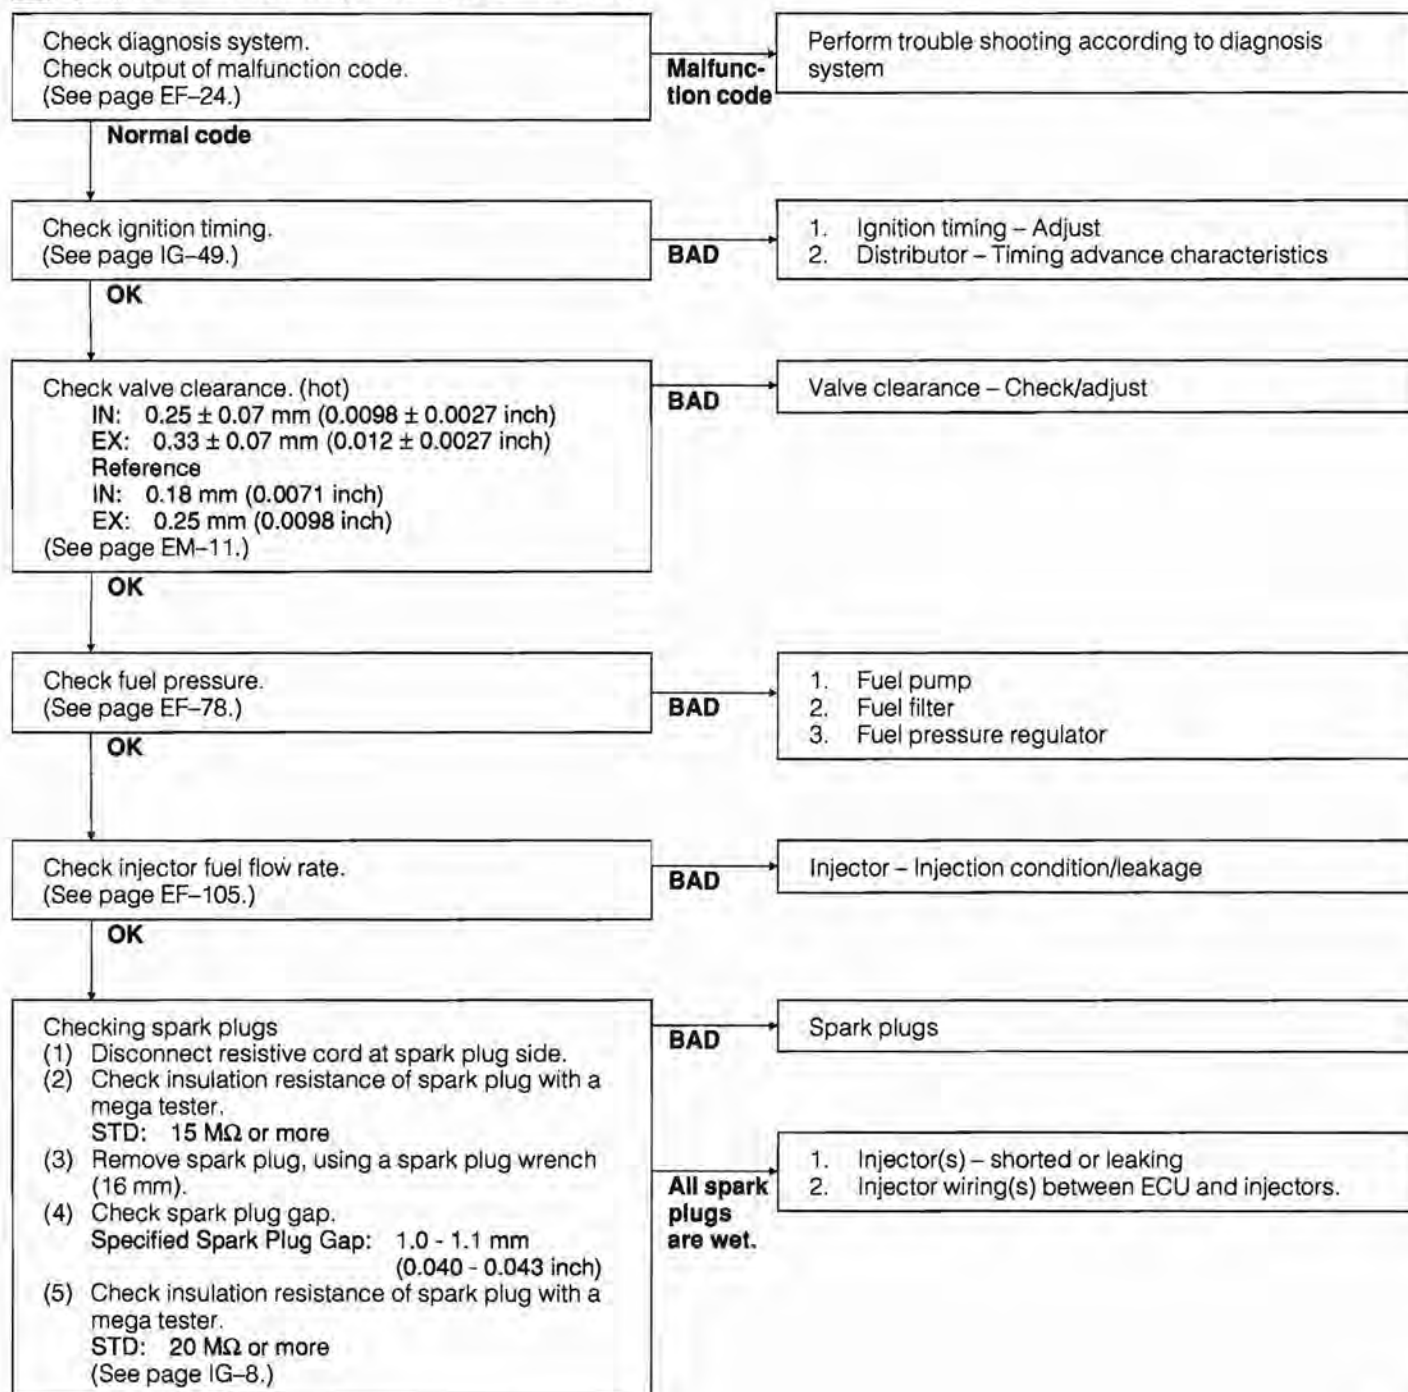 Check diagnosis system.
Check output of malfunction code.
(See page EF–24.)
Malfunc-
tion code
Perform trouble shooting according to diagnosis
system
Normal code
Check ignition timing.
(See page IG–49.)
BAD
1. Ignition timing – Adjust
2. Distributor – Timing advance characteristics
OK
Check valve clearance. (hot)
IN: 0.25 ± 0.07 mm (0.0098 ± 0.0027 inch)
EX: 0.33 ± 0.07 mm (0.012 ± 0.0027 inch)
Reference
IN: 0.18 mm (0.0071 inch)
EX: 0.25 mm (0.0098 inch)
(See page EM–11.)
BAD
Valve clearance – Check/adjust
OK
Check fuel pressure.
(See page EF–78.)
BAD
1. Fuel pump
2. Fuel filter
3. Fuel pressure regulator
OK
Check injector fuel flow rate.
(See page EF–105.)
BAD
Injector – Injection condition/leakage
OK
Checking spark plugs
(1) Disconnect resistive cord at spark plug side.
(2) Check insulation resistance of spark plug with a
mega tester.
STD: 15 MΩ or more
(3) Remove spark plug, using a spark plug wrench
(16 mm).
(4) Check spark plug gap.
Specified Spark Plug Gap: 1.0 - 1.1 mm
(0.040 - 0.043 inch)
(5) Check insulation resistance of spark plug with a
mega tester.
STD: 20 MΩ or more
(See page IG–8.)
BAD
Spark plugs
All spark
plugs
are wet.
1. Injector(s) – shorted or leaking
2. Injector wiring(s) between ECU and injectors.